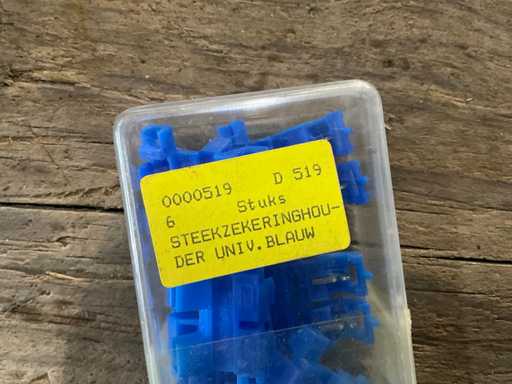 0000519 D 519
6 Stuks
STEEKZEKERINGHOU-
DER UNIV.BLAUW